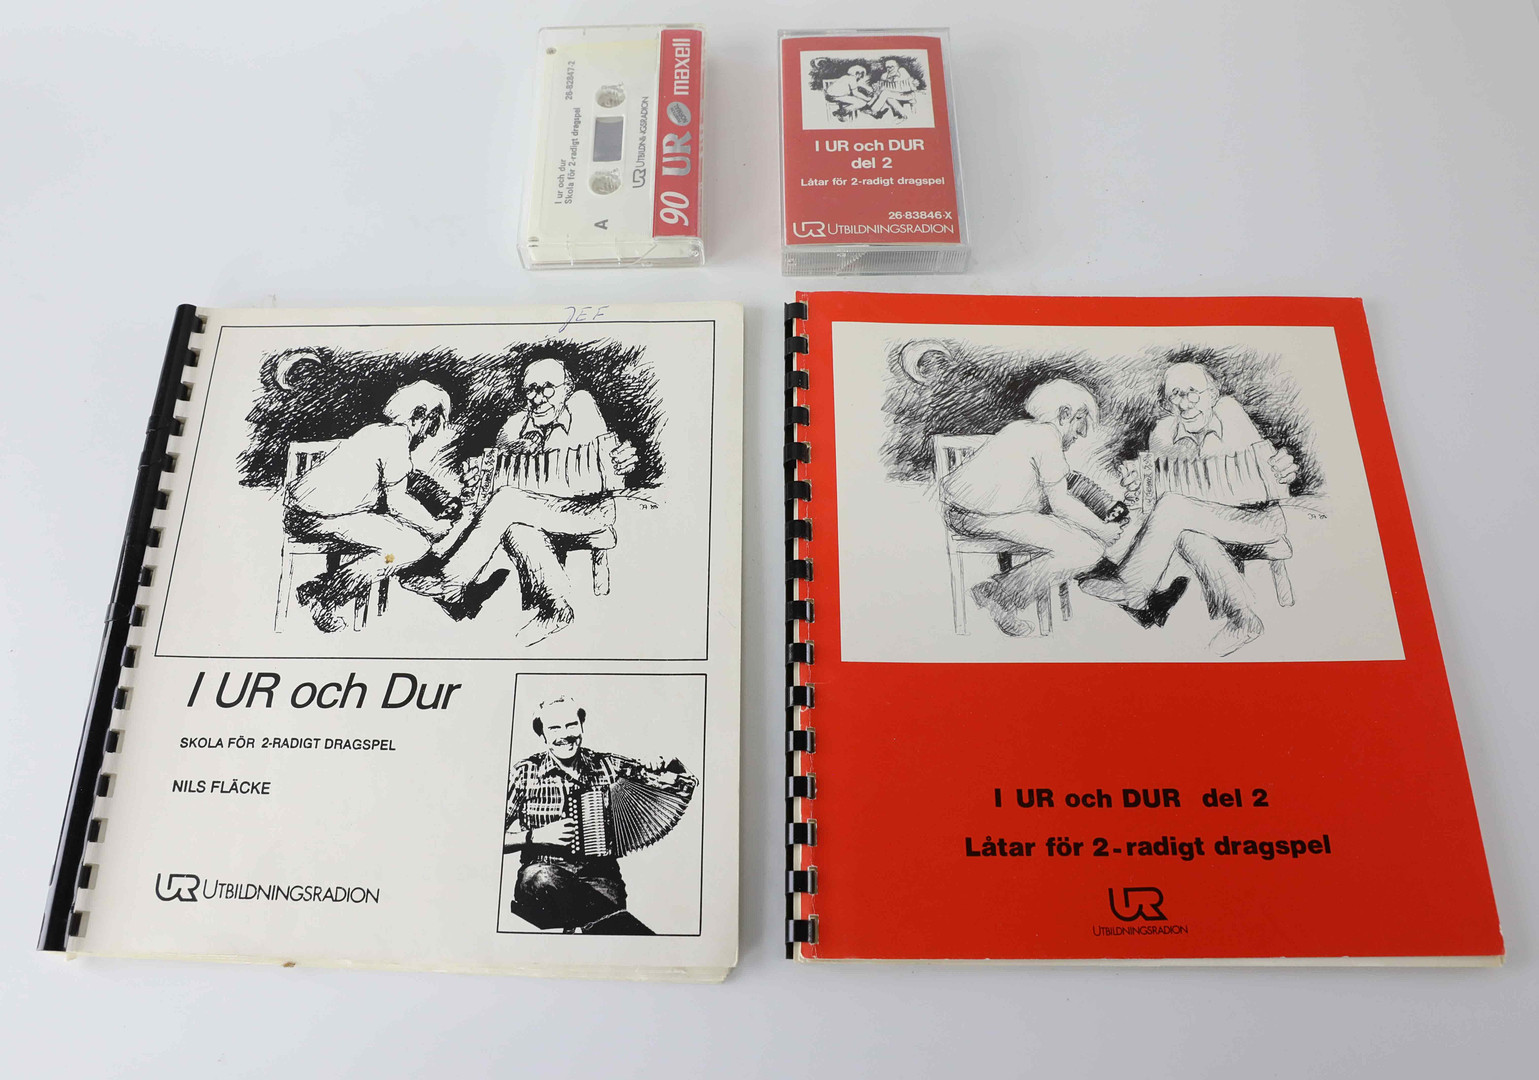 I ur och dur
Skola för 2-radigt dragspel
26-82847-2
A
UR UTBILDNINGSRADION
90 UR maxell
I UR och DUR
del 2
Låtar för 2-radigt dragspel
26-83846-X
UR UTBILDNINGSRADION
JEF
I UR och Dur
SKOLA FÖR 2-RADIGT DRAGSPEL
NILS FLÄCKE
UR UTBILDNINGSRADION
I UR och DUR del 2
Låtar för 2-radigt dragspel
UR
UTBILDNINGSRADION